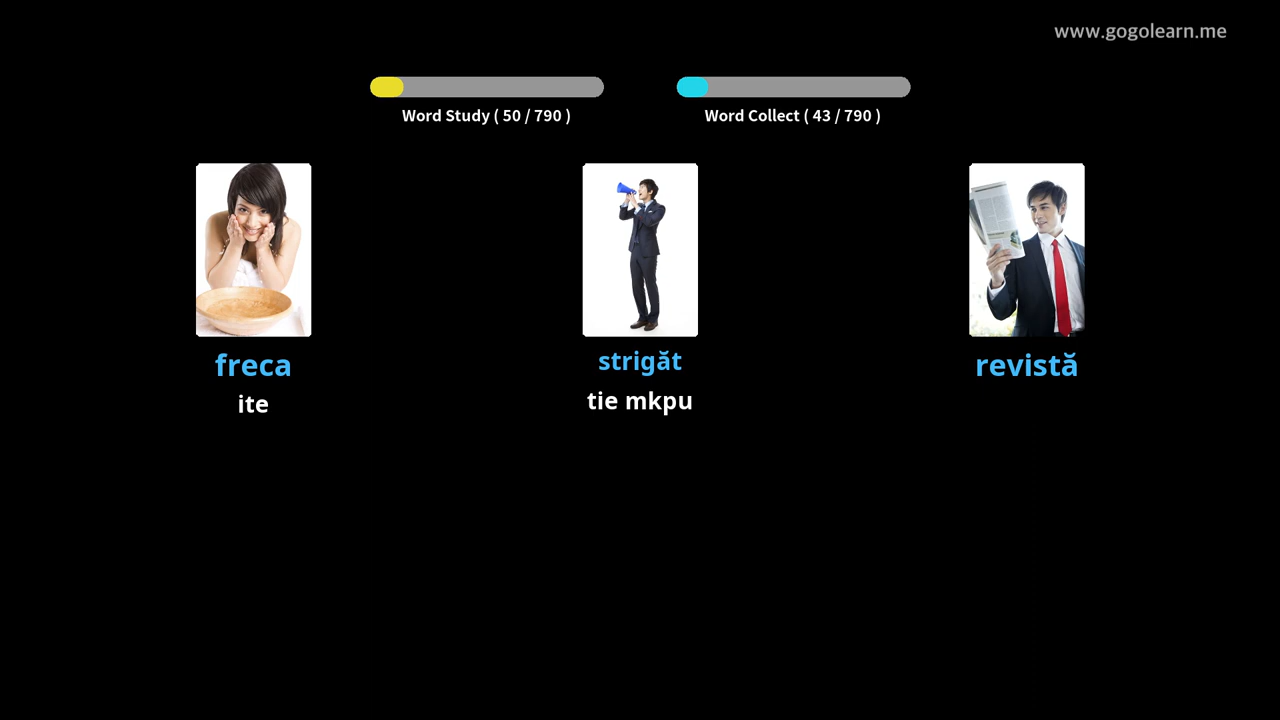 www.gogolearn.me
Word Study ( 50 / 790 )
Word Collect ( 43 / 790 )
freca
strigăt
revistă
ite
tie mkpu